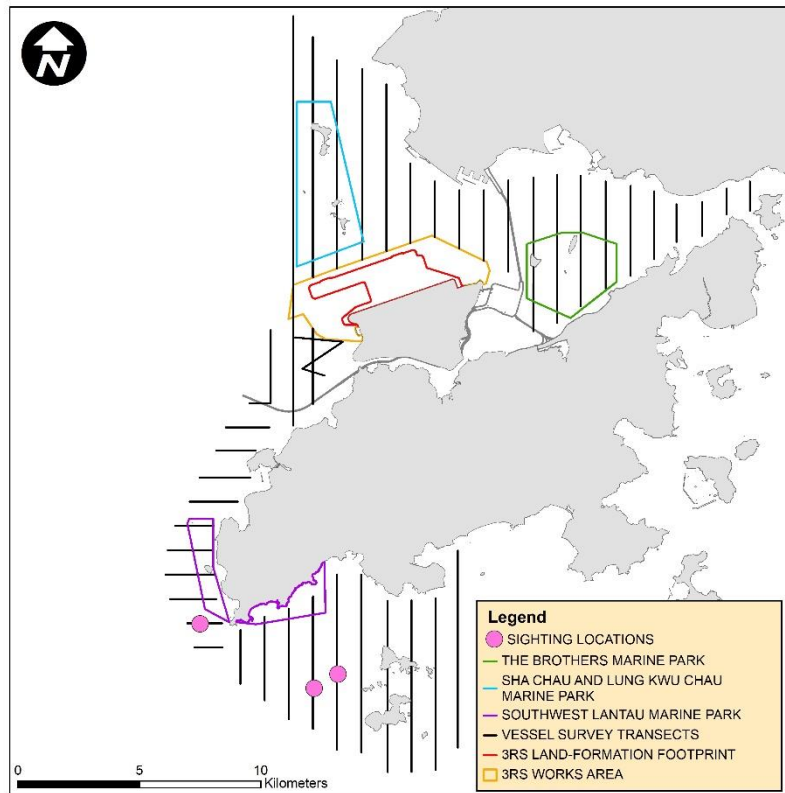 N
Legend
SIGHTING LOCATIONS
THE BROTHERS MARINE PARK
SHA CHAU AND LUNG KWU CHAU
MARINE PARK
SOUTHWEST LANTAU MARINE PARK
VESSEL SURVEY TRANSECTS
3RS LAND-FORMATION FOOTPRINT
3RS WORKS AREA
0 5 10
Kilometers